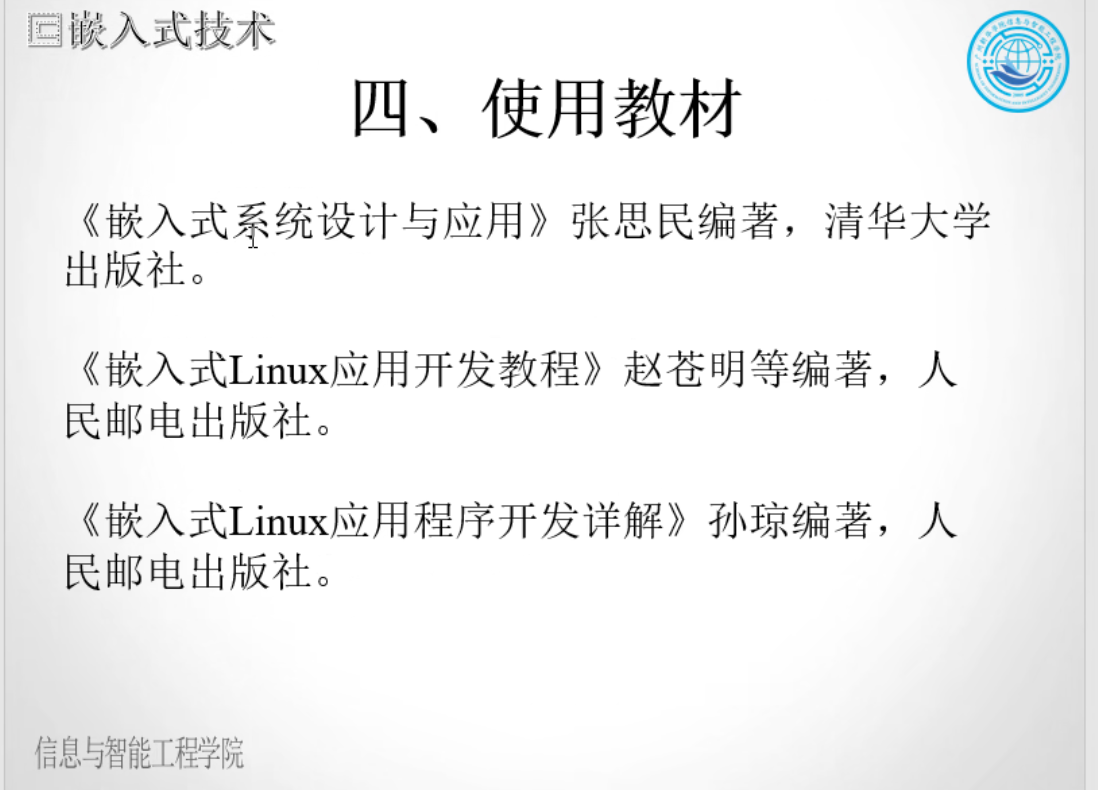 嵌入式技术
四、使用教材
《嵌入式系统设计与应用》张思民编著，清华大学
出版社。
《嵌入式Linux应用开发教程》赵苍明等编著，人
民邮电出版社。
《嵌入式Linux应用程序开发详解》孙琼编著，人
民邮电出版社。
信息与智能工程学院